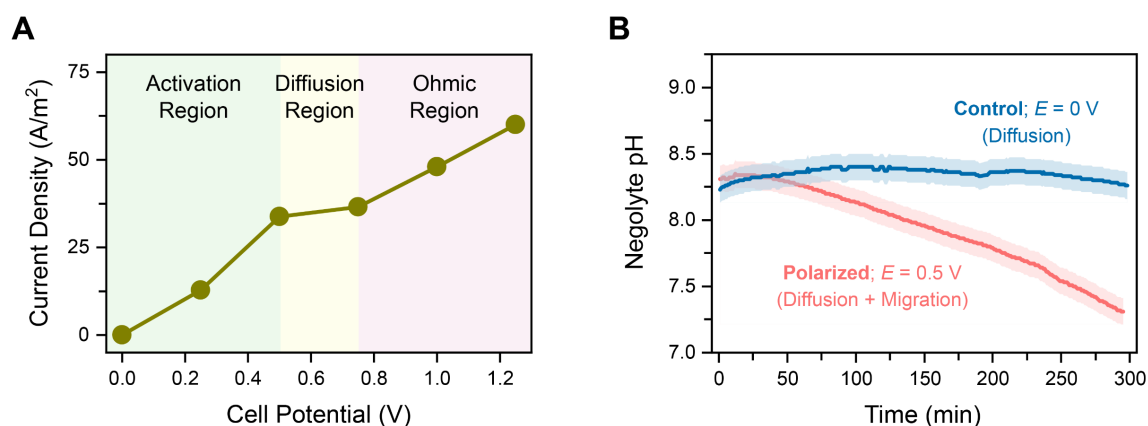 A
Current Density (A/m²)
75
50
25
0
Activation
Region
Diffiusion
Region
Ohmic
Region
0.0 0.2 0.4 0.6 0.8 1.0 1.2
Cell Potential (V)
B
Negolyte pH
9.0
8.5
8.0
7.5
7.0
Control; E = 0 V
(Diffusion)
Polarized; E = 0.5 V
(Diffusion + Migration)
0 50 100 150 200 250 300
Time (min)